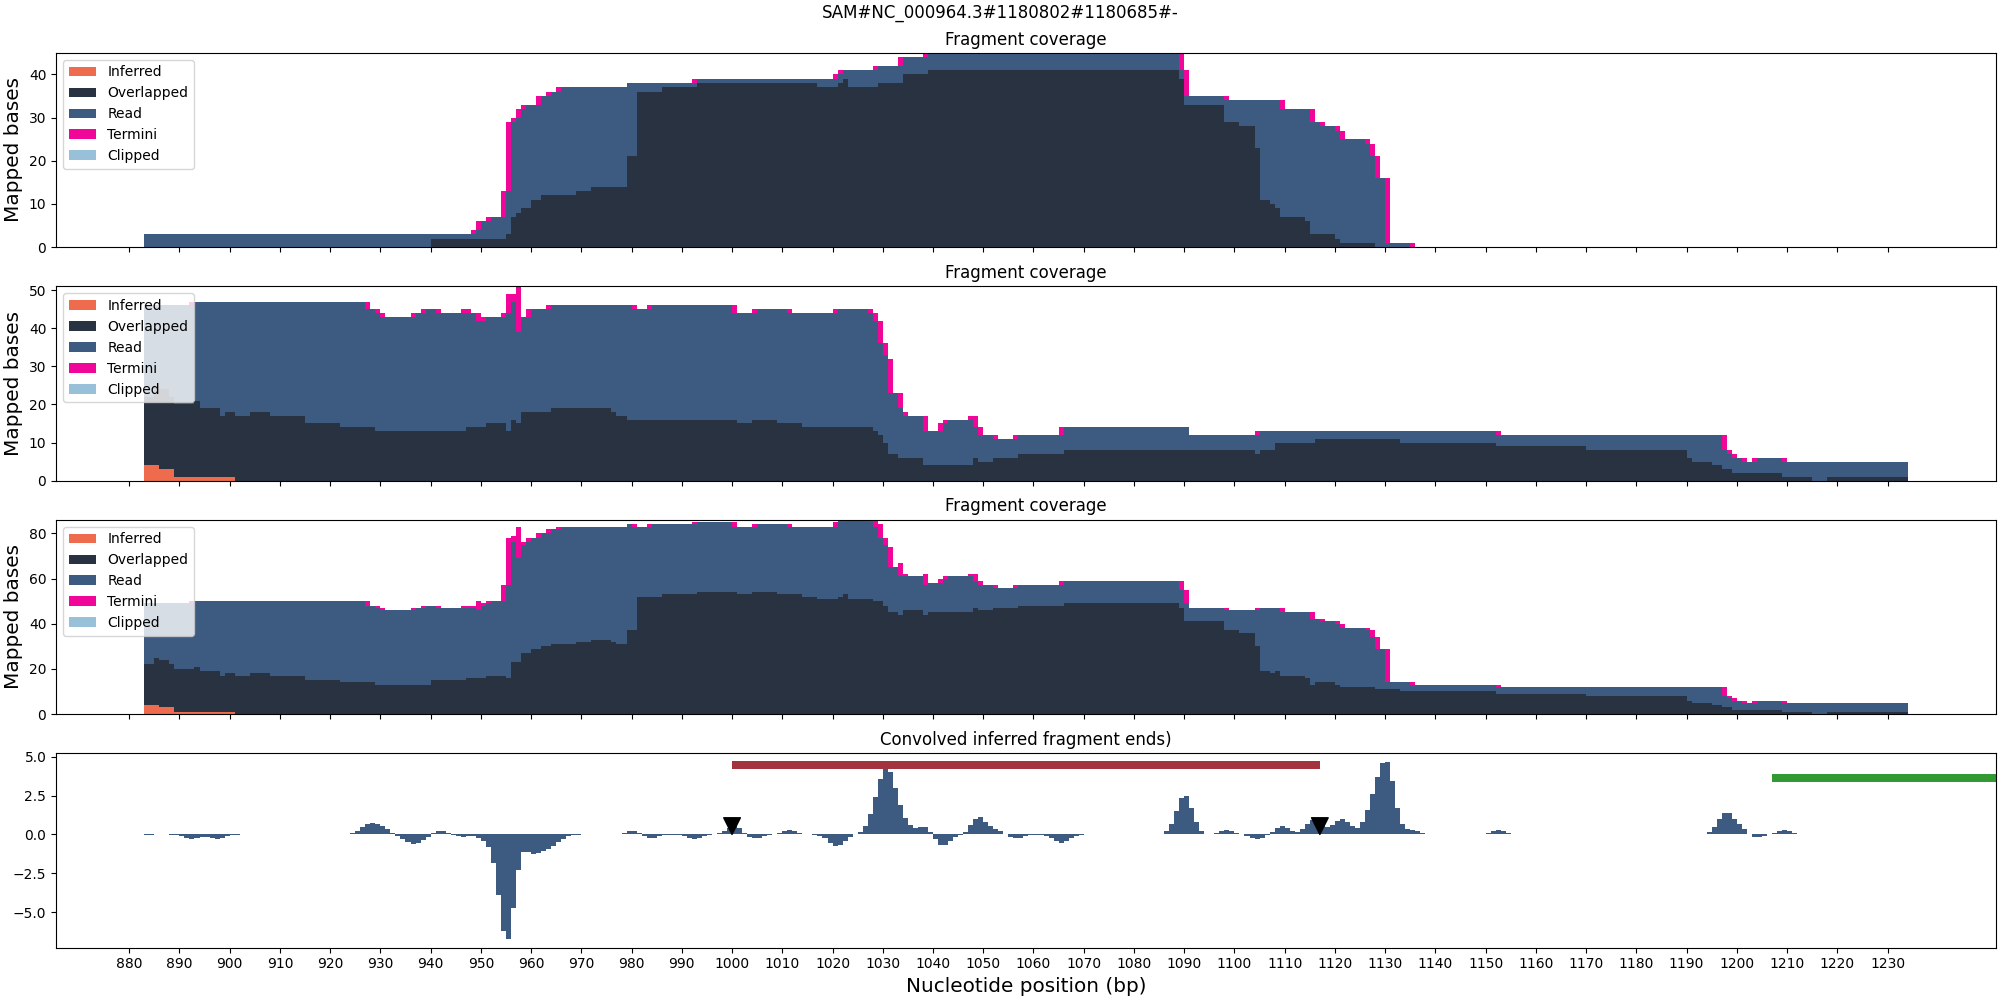 SAM#NC_000964.3#1180802#1180685#-
Fragment coverage
Mapped bases
40
30
20
10
0
Inferred
Overlapped
Read
Termini
Clipped
Fragment coverage
Mapped bases
50
40
30
20
10
0
Inferred
Overlapped
Read
Termini
Clipped
Fragment coverage
Mapped bases
80
60
40
20
0
Inferred
Overlapped
Read
Termini
Clipped
Convolved inferred fragment ends)
5.0
2.5
0.0
−2.5
−5.0
880 890 900 910 920 930 940 950 960 970 980 990 1000 1010 1020 1030 1040 1050 1060 1070 1080 1090 1100 1110 1120 1130 1140 1150 1160 1170 1180 1190 1200 1210 1220 1230
Nucleotide position (bp)